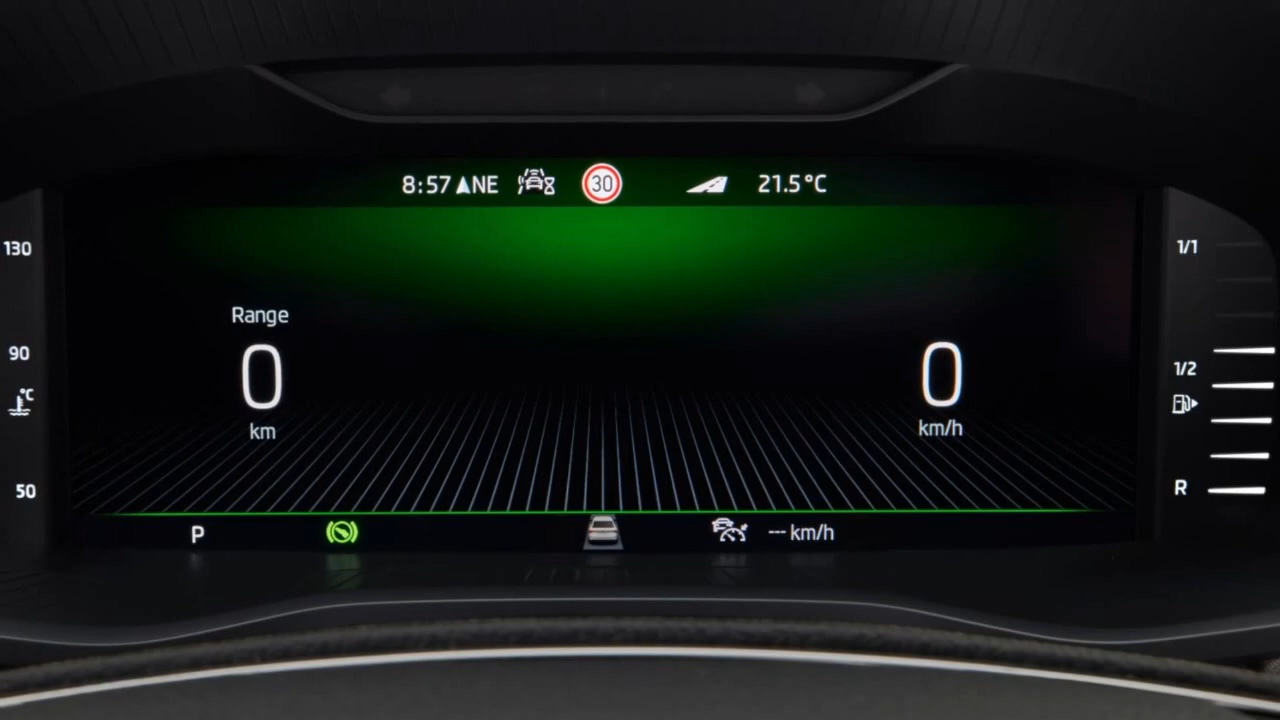 8:57 NE 30 21.5°C
130
1/1
Range
0
km
0
km/h
90
1/2
°C
50
R
P
--- km/h